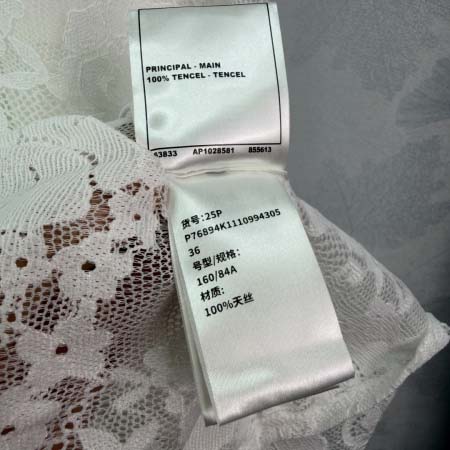 PRINCIPAL - MAIN
100% TENCEL - TENCEL
63833 AP1028581 855613
货号:25P
P76894K1110994305
36
号型/规格:
160/84A
材质:
100%天丝